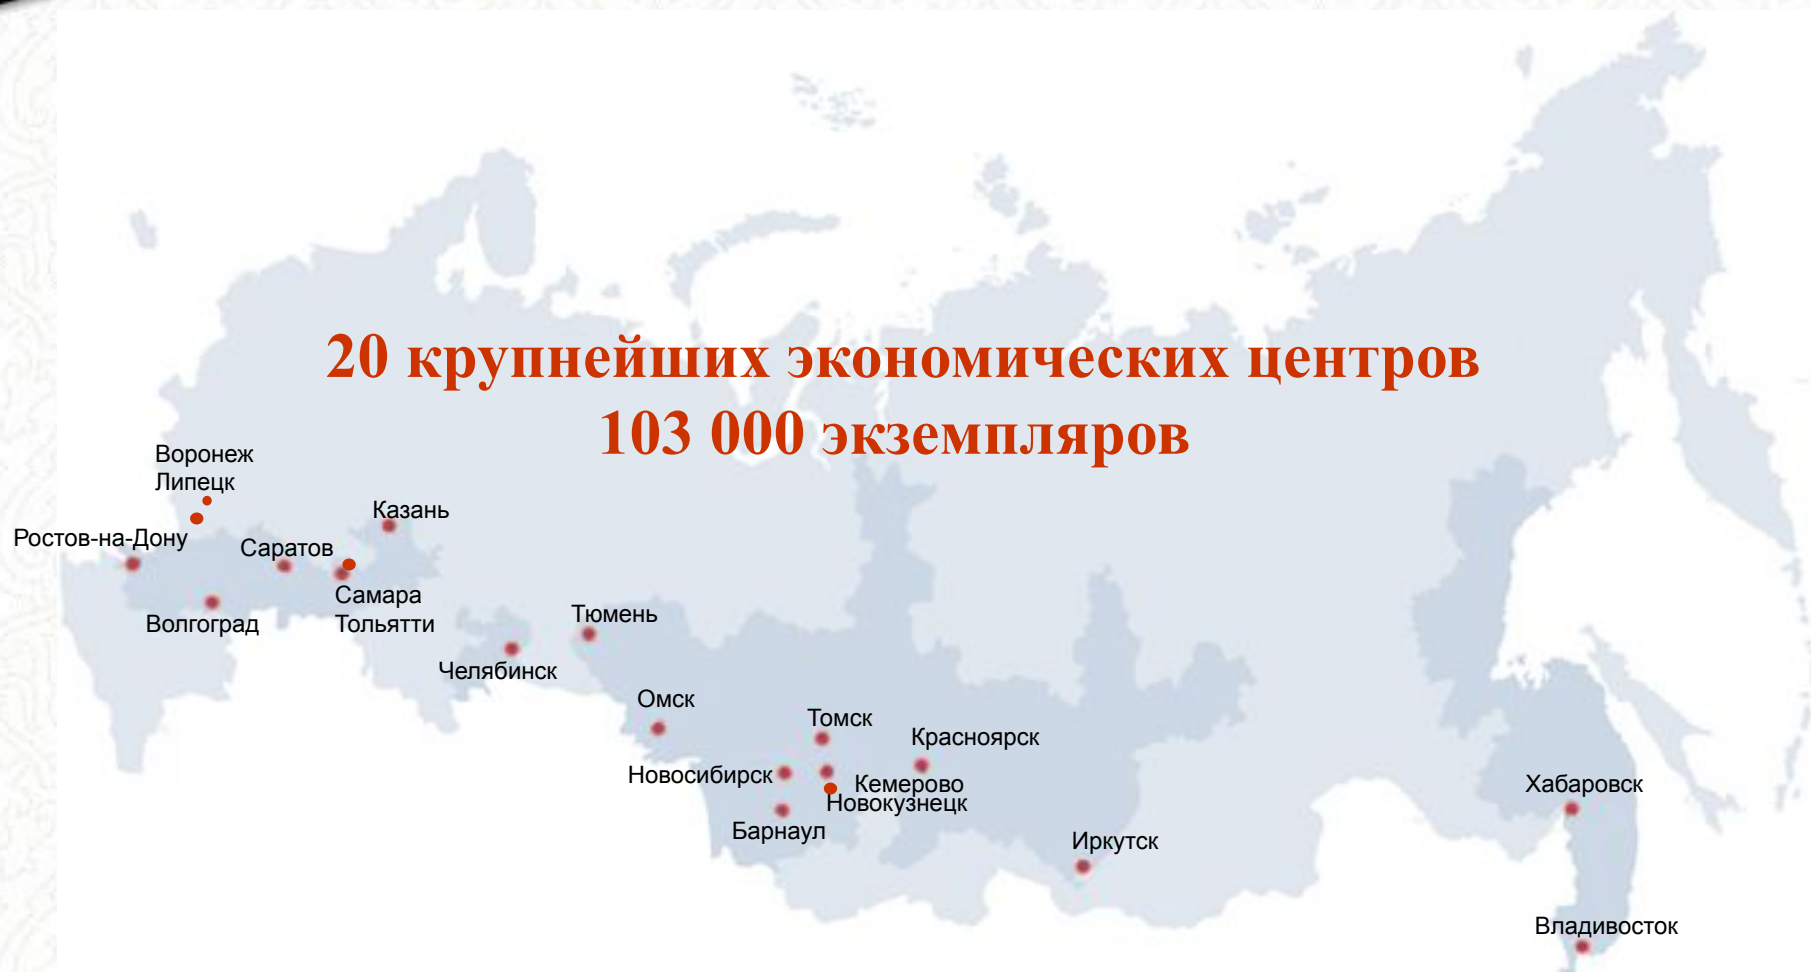 20 крупнейших экономических центров
103 000 экземпляров
Воронеж
Липецк
Казань
Ростов-на-Дону
Саратов
Самара
Тольятти
Волгоград
Тюмень
Челябинск
Омск
Томск
Красноярск
Новосибирск
Кемерово
Новокузнецк
Барнаул
Иркутск
Хабаровск
Владивосток